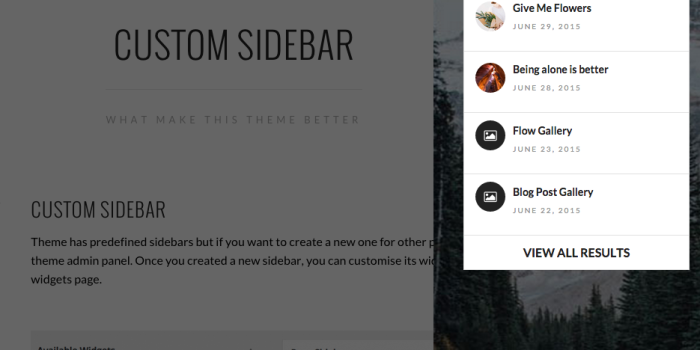 CUSTOM SIDEBAR
WHAT MAKE THIS THEME BETTER
CUSTOM SIDEBAR
Theme has predefined sidebars but if you want to create a new one for other
theme admin panel. Once you created a new sidebar, you can customise its
widgets page.
Available Widgets
Give Me Flowers
JUNE 29, 2015
Being alone is better
JUNE 28, 2015
Flow Gallery
JUNE 23, 2015
Blog Post Gallery
JUNE 22, 2015
VIEW ALL RESULTS